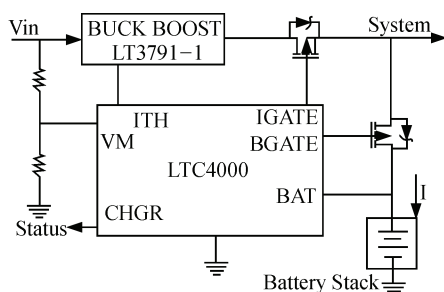 Vin
BUCK BOOST
LT3791−1
System
ITH
IGATE
VM
BGATE
LTC4000
BAT
CHGR
I
Status
Battery Stack